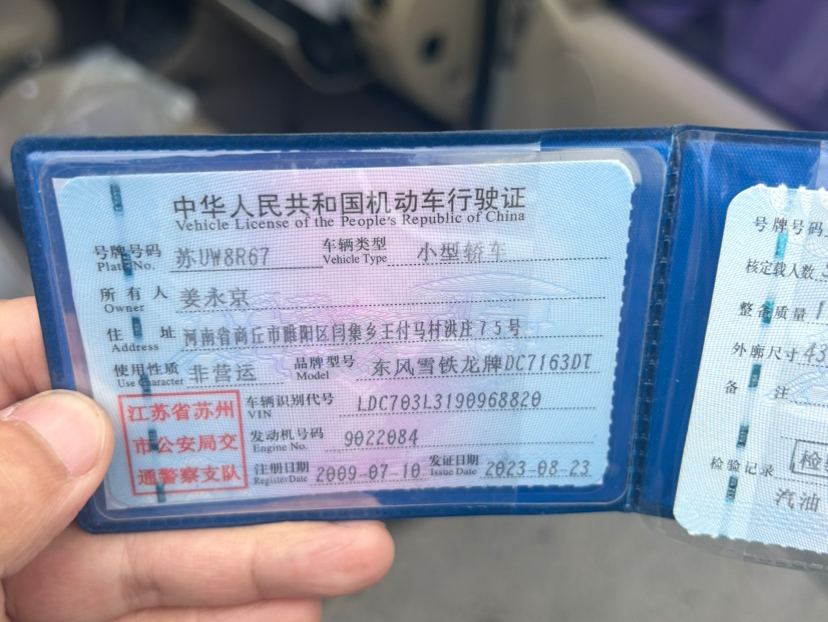 中华人民共和国机动车行驶证
Vehicle License of the People's Republic of China
号牌号码 苏UW8R67 车辆类型 小型轿车
Plate No. Vehicle Type
所有人 姜永京
Owner
住址 河南省商丘市睢阳区闫集乡王付马村洪庄75号
Address
使用性质 非营运 品牌型号 东风雪铁龙牌DC7163DT
Use Character Model
江苏省苏州
市公安局交
通警察支队
车辆识别代号 LDC703L3190968820
VIN
发动机号码 9022084
Engine No.
注册日期 2009-07-10 发证日期 2023-08-23
Register Date Issue Date
号牌号码
核定载人数
整备质量 1
外廓尺寸 43
备注
检验记录 检
汽油